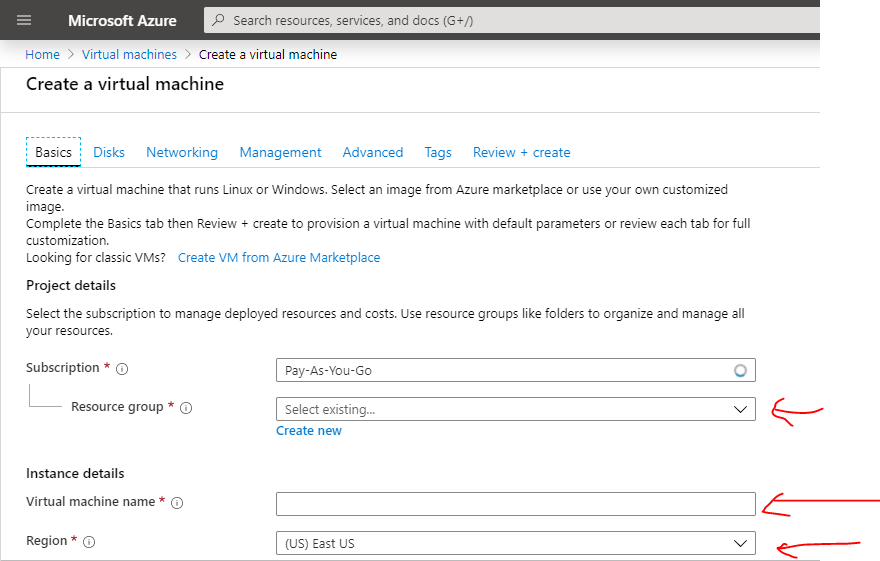 Microsoft Azure
Search resources, services, and docs (G+/)
Home > Virtual machines > Create a virtual machine
Create a virtual machine
Basics Disks Networking Management Advanced Tags Review + create
Create a virtual machine that runs Linux or Windows. Select an image from Azure marketplace or use your own customized
image.
Complete the Basics tab then Review + create to provision a virtual machine with default parameters or review each tab for full
customization.
Looking for classic VMs? Create VM from Azure Marketplace
Project details
Select the subscription to manage deployed resources and costs. Use resource groups like folders to organize and manage all
your resources.
Subscription *
Pay-As-You-Go
Resource group *
Select existing...
Create new
Instance details
Virtual machine name *
Region *
(US) East US